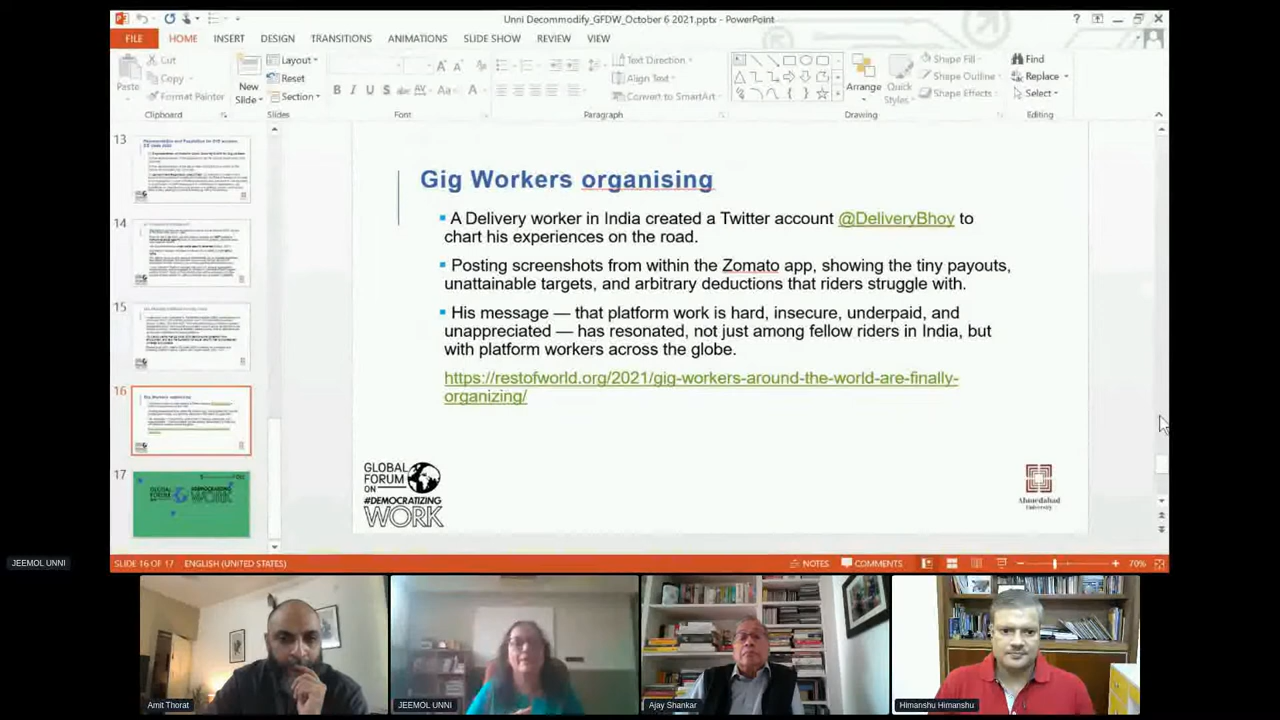 Unni Decommodify_GFDW_October 6 2021.pptx - PowerPoint
FILE HOME INSERT DESIGN TRANSITIONS ANIMATIONS SLIDE SHOW REVIEW VIEW
Cut
Copy
Format Painter
Paste
Clipboard
New
Slide
Layout
Reset
Section
Slides
Font
Text Direction
Align Text
Convert to SmartArt
Paragraph
Arrange
Quick
Styles
Shape Fill
Shape Outline
Shape Effects
Drawing
Find
Replace
Select
Editing
13
14
15
16
17
Gig Workers organising
A Delivery worker in India created a Twitter account @DeliveryBhoy to
chart his experiences on the road.
Posting screenshots from within the Zomato app, showing the tiny payouts,
unattainable targets, and arbitrary deductions that riders struggle with.
His message — that platform work is hard, insecure, underpaid, and
unappreciated — has resonated, not just among fellow riders in India, but
with platform workers across the globe.
https://restofworld.org/2021/gig-workers-around-the-world-are-finally-
organizing/
GLOBAL
FORUM
ON
#DEMOCRATIZING
WORK
Ahmedabad
University
JEEMOL UNNI
SLIDE 16 OF 17 ENGLISH (UNITED STATES) NOTES COMMENTS 70%
Amit Thorat
JEEMOL UNNI
Ajay Shankar
Himanshu Himanshu